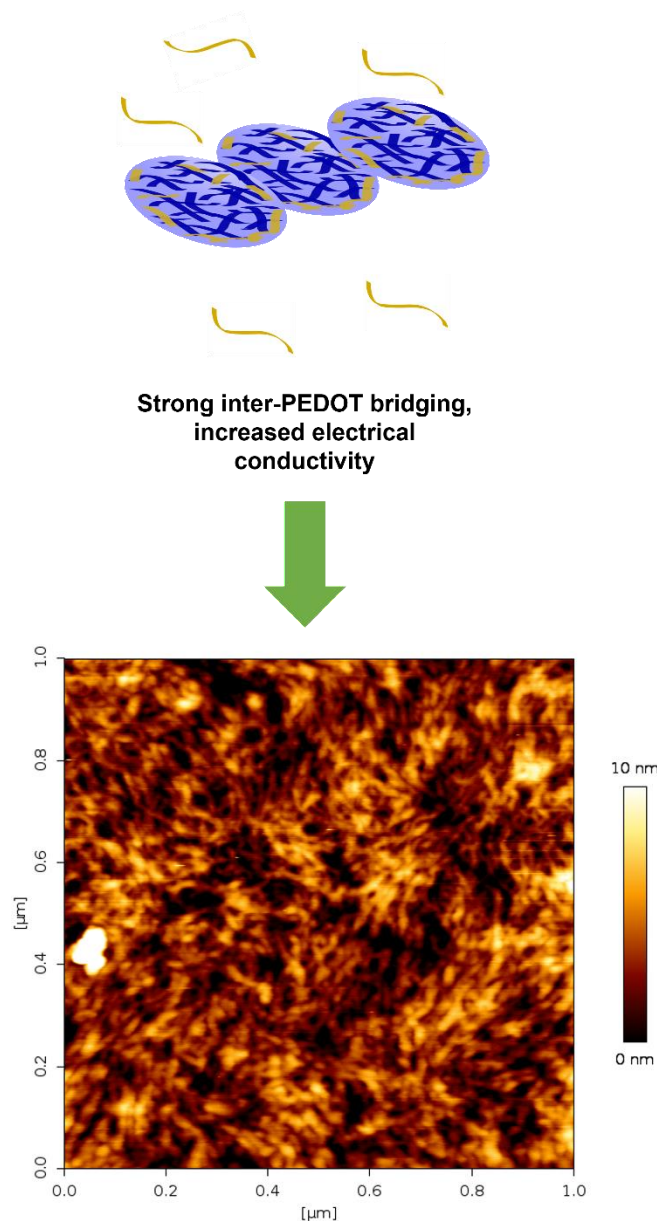 Strong inter-PEDOT bridging,
increased electrical
conductivity
1.0
0.8
0.6
[µm]
0.4
0.2
0.0
0.0
0.2
0.4
0.6
0.8
1.0
[µm]
10 nm
0 nm